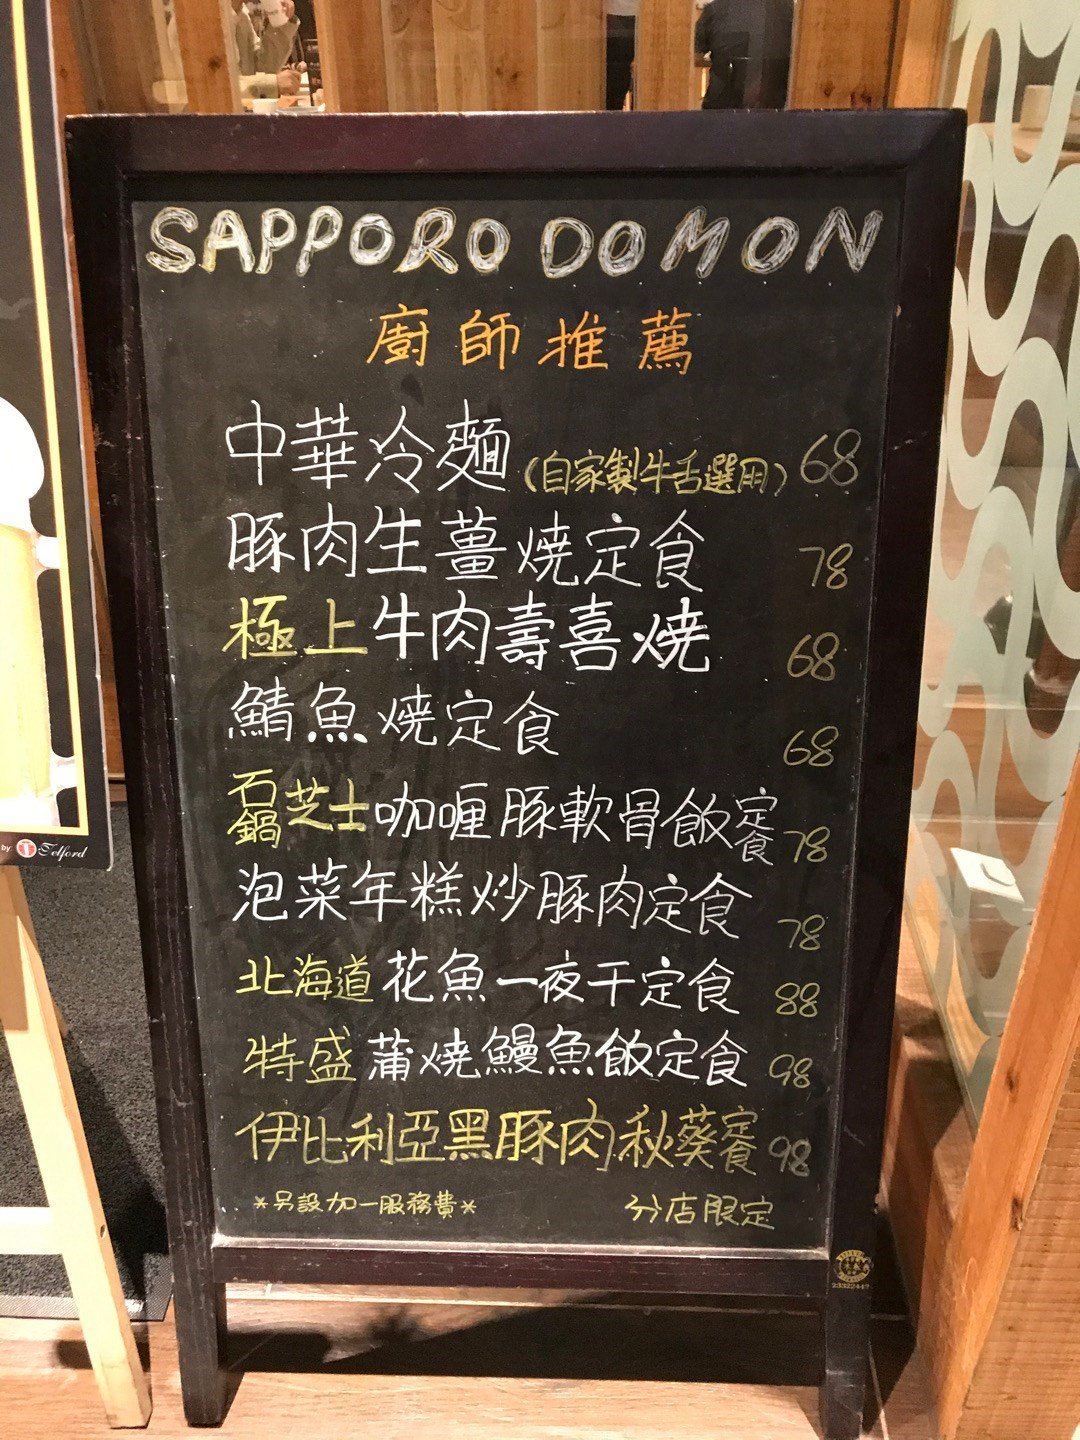 SAPPORO DOMON
廚師推薦
中華冷麵(自家製牛舌選用) 68
豚肉生薑燒定食 78
極上牛肉壽喜燒 68
鯖魚燒定食 68
石鍋芝士咖喱豚軟骨飯定食 78
泡菜年糕炒豚肉定食 78
北海道花魚一夜干定食 88
特盛蒲燒鰻魚飯定食 98
伊比利亞黑豚肉秋葵定食 98
*另設加一服務費* 分店限定
by Telford
23322447